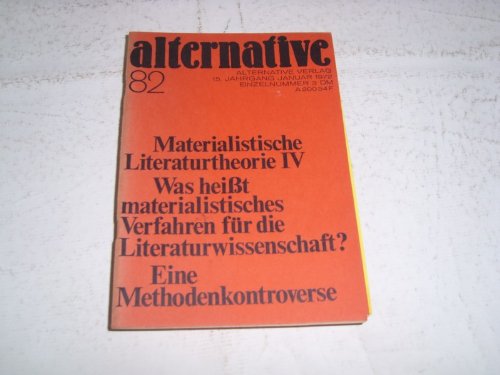 alternative
82
ALTERNATIVE VERLAG
15. JAHRGANG JANUAR 1972
EINZELNUMMER 3 DM
A 20034 F
Materialistische
Literaturtheorie IV
Was heißt
materialistisches
Verfahren für die
Literaturwissenschaft?
Eine
Methodenkontroverse